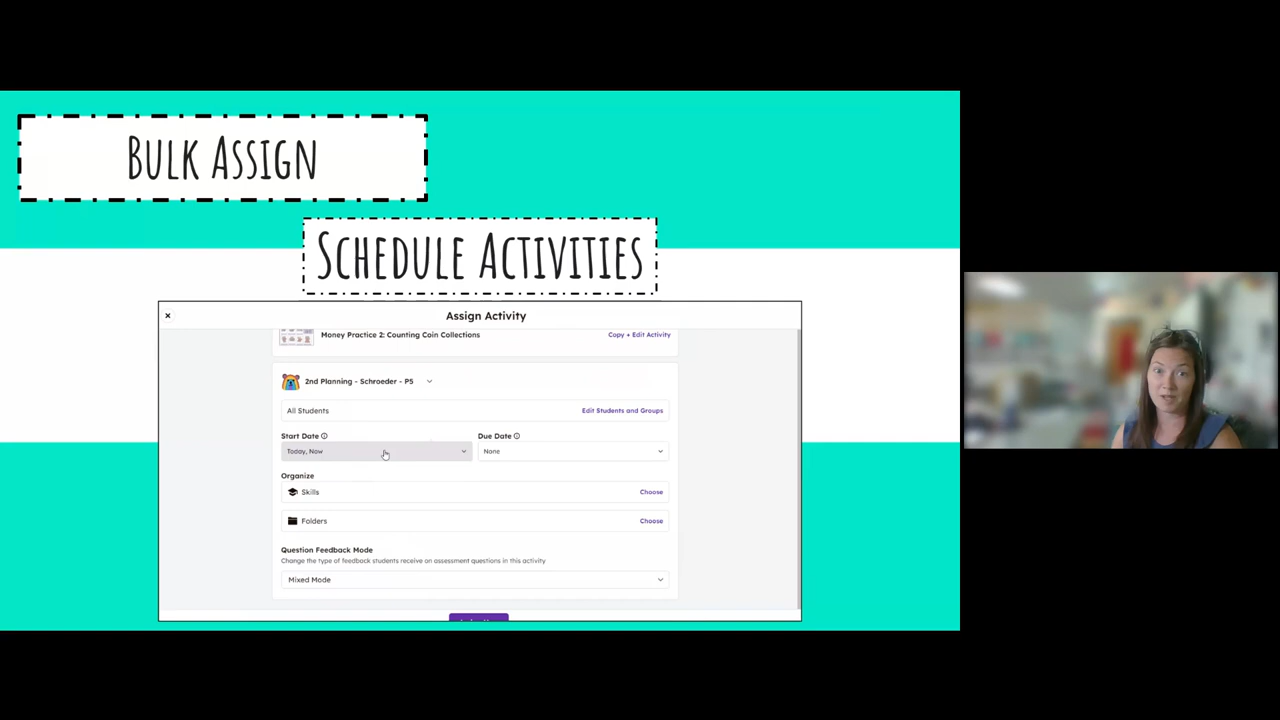 BULK ASSIGN
SCHEDULE ACTIVITIES
Assign Activity
Money Practice 2: Counting Coin Collections
Copy + Edit Activity
2nd Planning - Schroeder - P5
All Students
Edit Students and Groups
Start Date
Due Date
Today, Now
None
Organize
Skills
Choose
Folders
Choose
Question Feedback Mode
Change the type of feedback students receive on assessment questions in this activity
Mixed Mode